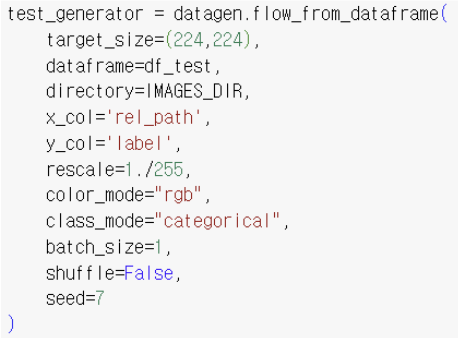 test_generator = datagen.flow_from_dataframe(
    target_size=(224,224),
    dataframe=df_test,
    directory=IMAGES_DIR,
    x_col='rel_path',
    y_col='label',
    rescale=1./255,
    color_mode="rgb",
    class_mode="categorical",
    batch_size=1,
    shuffle=False,
    seed=7
)